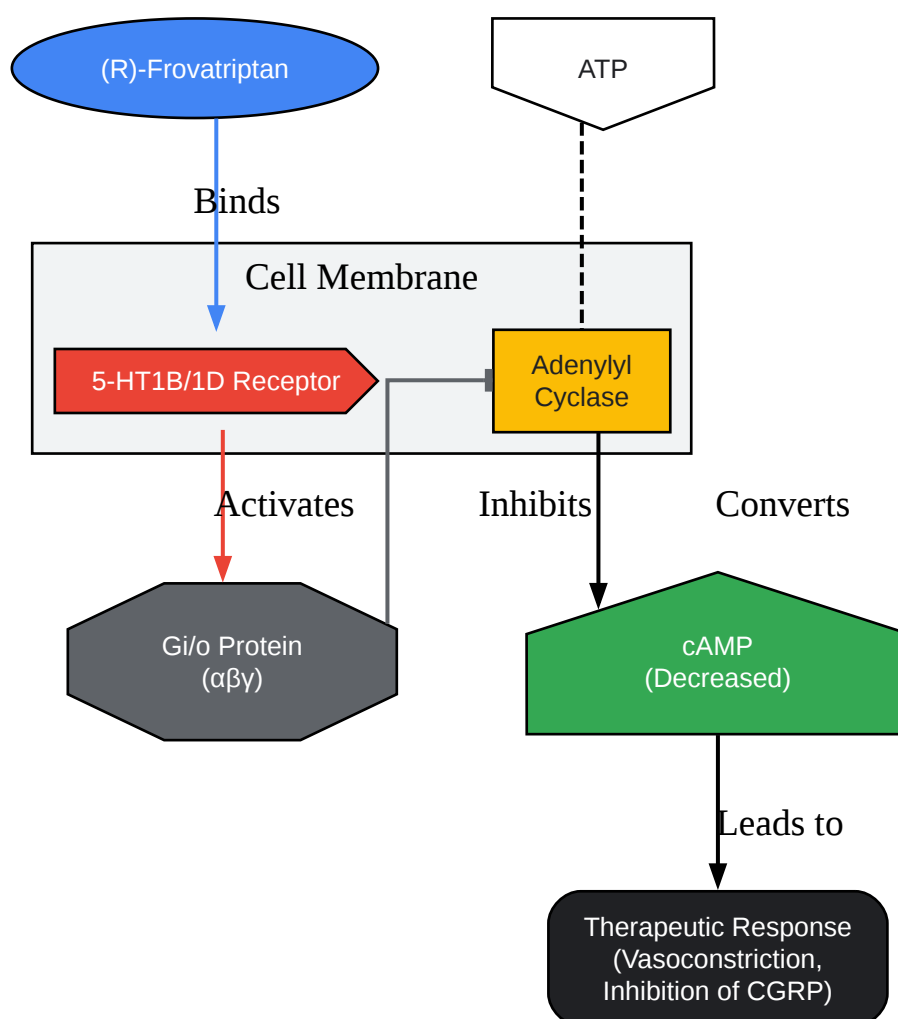 (R)-Frovatriptan
ATP
Binds
Cell Membrane
5-HT1B/1D Receptor
Adenylyl
Cyclase
Activates
Inhibits
Converts
Gi/o Protein
(αβγ)
cAMP
(Decreased)
Leads to
Therapeutic Response
(Vasoconstriction,
Inhibition of CGRP)